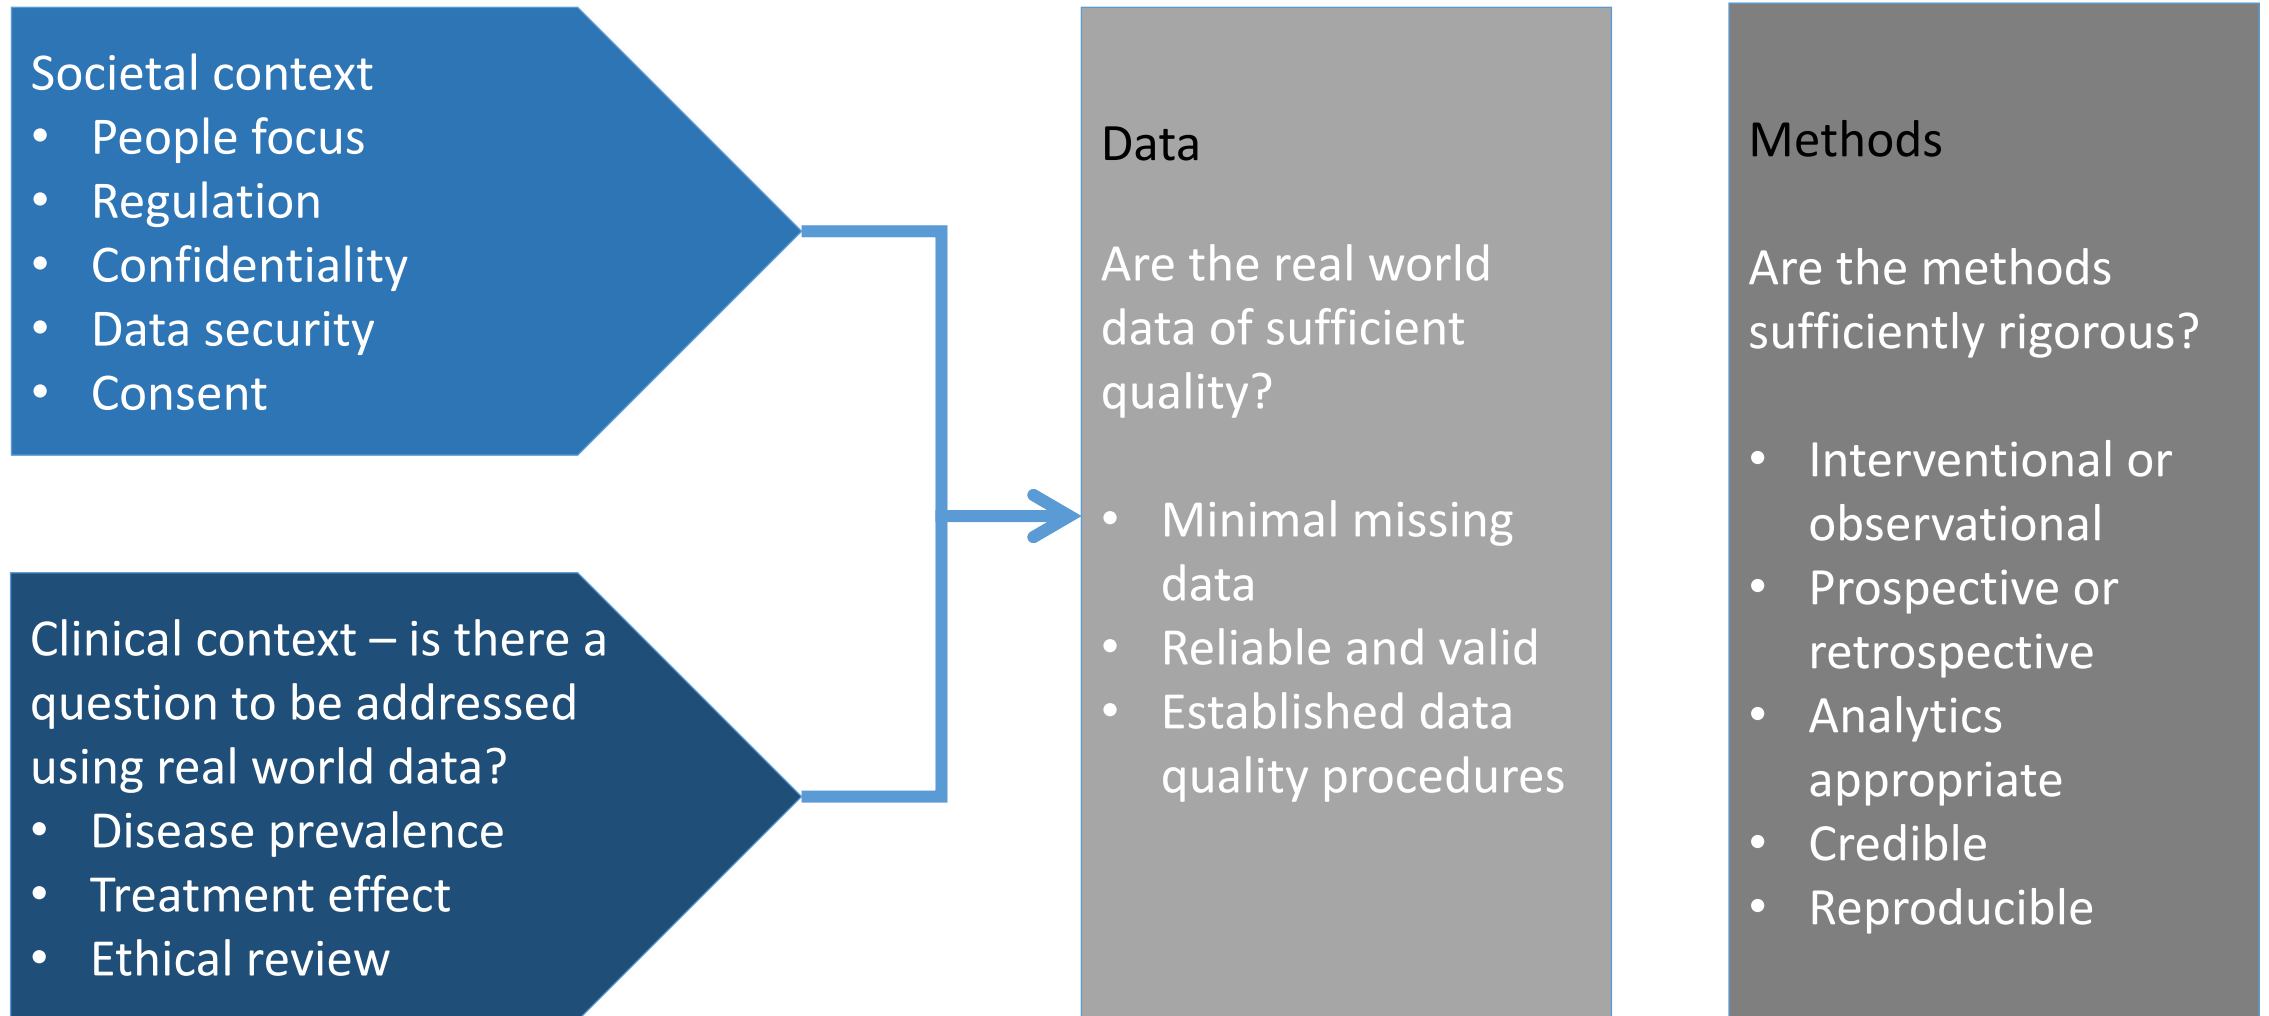 Societal context
• People focus
• Regulation
• Confidentiality
• Data security
• Consent
Clinical context – is there a
question to be addressed
using real world data?
• Disease prevalence
• Treatment effect
• Ethical review
Data
Are the real world
data of sufficient
quality?
• Minimal missing
data
• Reliable and valid
• Established data
quality procedures
Methods
Are the methods
sufficiently rigorous?
• Interventional or
observational
• Prospective or
retrospective
• Analytics
appropriate
• Credible
• Reproducible